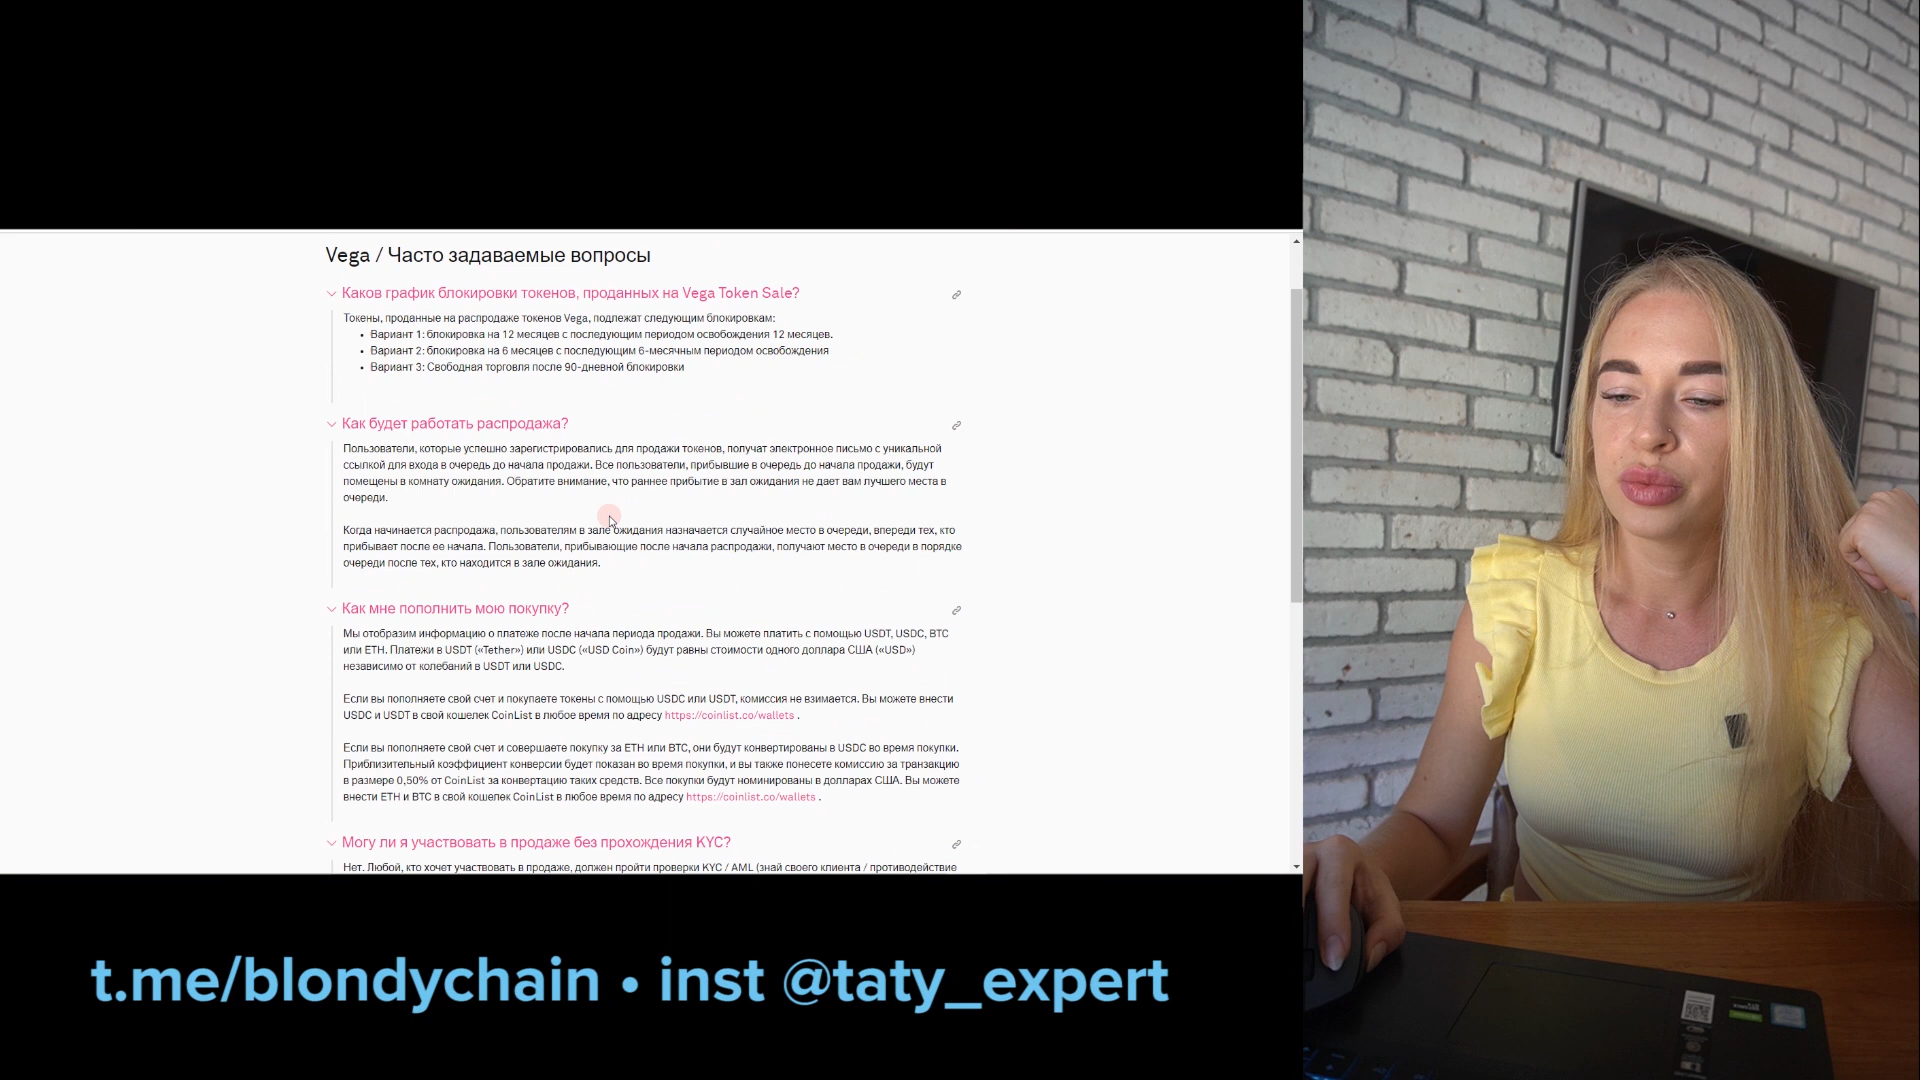 Vega / Часто задаваемые вопросы
Каков график блокировки токенов, проданных на Vega Token Sale?
Токены, проданные на распродаже токенов Vega, подлежат следующим блокировкам:
• Вариант 1: блокировка на 12 месяцев с последующим периодом освобождения 12 месяцев.
• Вариант 2: блокировка на 6 месяцев с последующим 6-месячным периодом освобождения
• Вариант 3: Свободная торговля после 90-дневной блокировки
Как будет работать распродажа?
Пользователи, которые успешно зарегистрировались для продажи токенов, получат электронное письмо с уникальной
ссылкой для входа в очередь до начала продажи. Все пользователи, прибывшие в очередь до начала продажи, будут
помещены в комнату ожидания. Обратите внимание, что раннее прибытие в зал ожидания не дает вам лучшего места в
очереди.
Когда начинается распродажа, пользователям в зале ожидания назначается случайное место в очереди, впереди тех, кто
прибывает после ее начала. Пользователи, прибывающие после начала распродажи, получают место в очереди в порядке
очереди после тех, кто находится в зале ожидания.
Как мне пополнить мою покупку?
Мы отобразим информацию о платеже после начала периода продажи. Вы можете платить с помощью USDT, USDC, BTC
или ETH. Платежи в USDT («Tether») или USDC («USD Coin») будут равны стоимости одного доллара США («USD»)
независимо от колебаний в USDT или USDC.
Если вы пополняете свой счет и покупаете токены с помощью USDC или USDT, комиссия не взимается. Вы можете внести
USDC и USDT в свой кошелек CoinList в любое время по адресу https://coinlist.co/wallets .
Если вы пополняете свой счет и совершаете покупку за ETH или BTC, они будут конвертированы в USDC во время покупки.
Приблизительный коэффициент конверсии будет показан во время покупки, и вы также понесете комиссию за транзакцию
в размере 0,50% от CoinList за конвертацию таких средств. Все покупки будут номинированы в долларах США. Вы можете
внести ETH и BTC в свой кошелек CoinList в любое время по адресу https://coinlist.co/wallets .
Могу ли я участвовать в продаже без прохождения KYC?
Нет. Любой, кто хочет участвовать в продаже, должен пройти проверки KYC / AML (знай своего клиента / противодействие
t.me/blondychain • inst @taty_expert